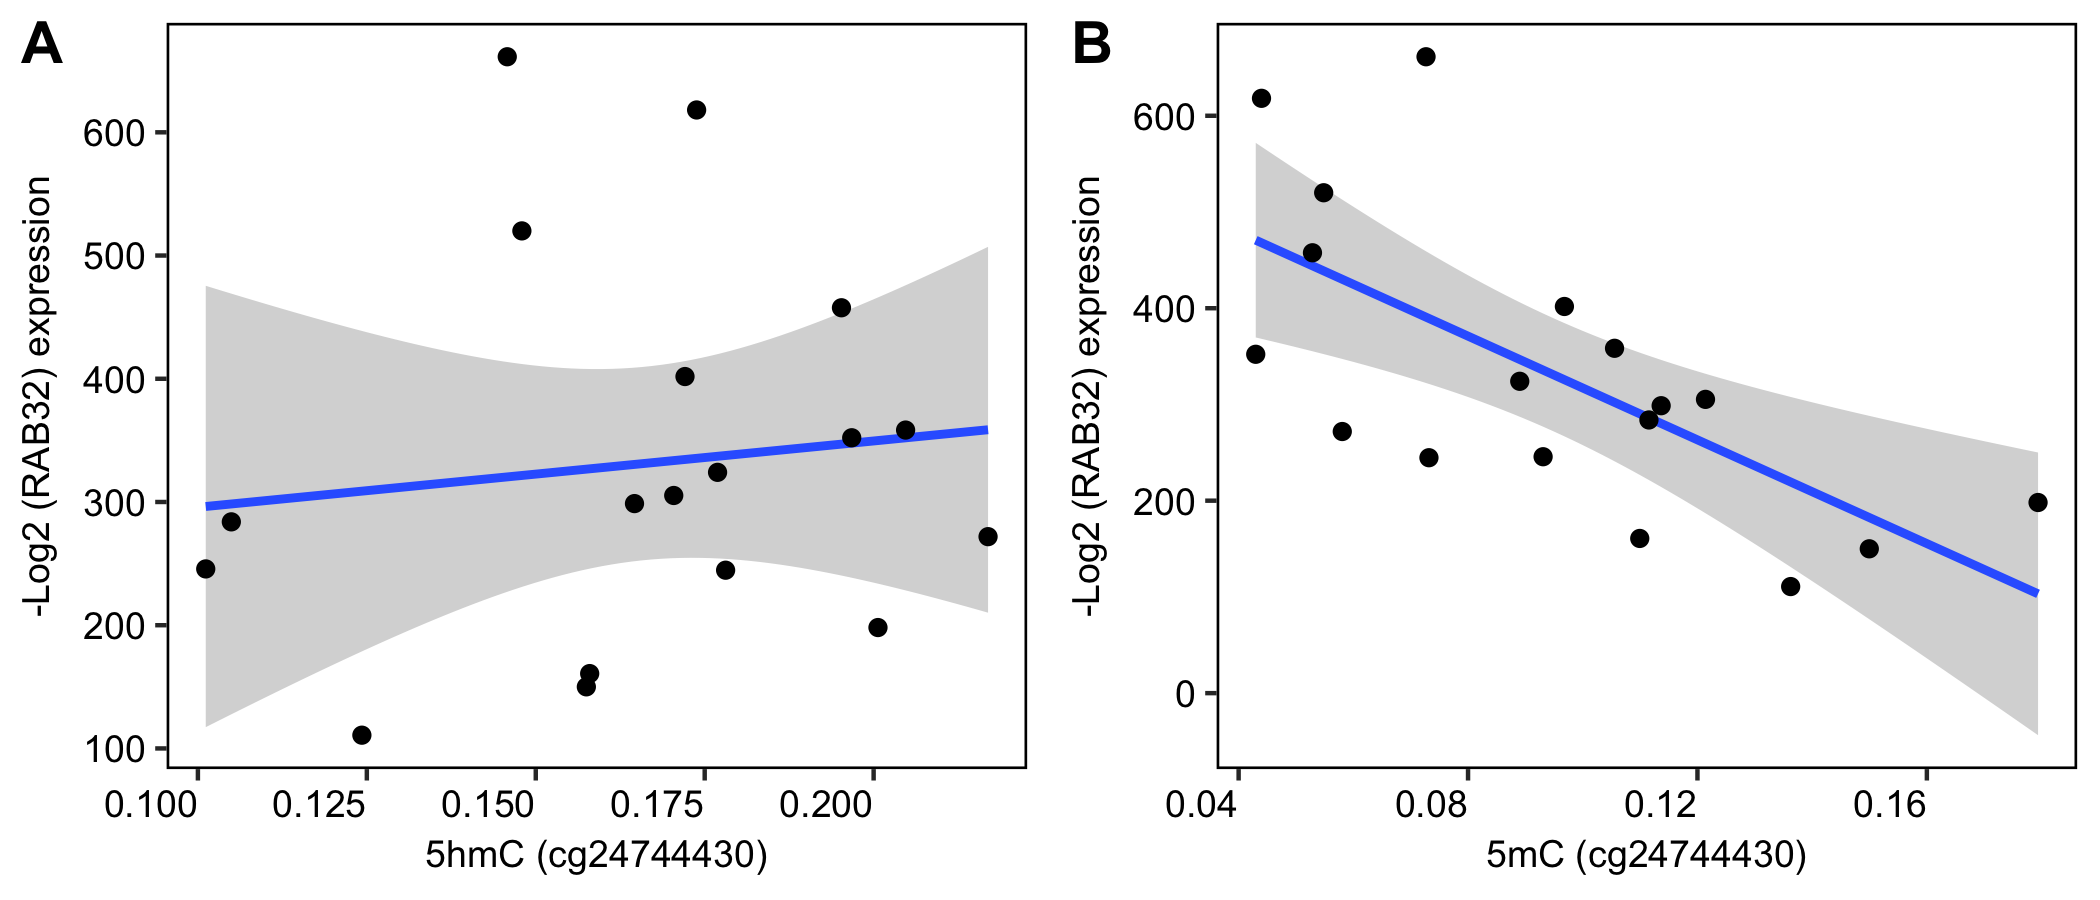 A
-Log2 (RAB32) expression
600
500
400
300
200
100
0.100 0.125 0.150 0.175 0.200
5hmC (cg24744430)
B
-Log2 (RAB32) expression
600
400
200
0
0.04 0.08 0.12 0.16
5mC (cg24744430)